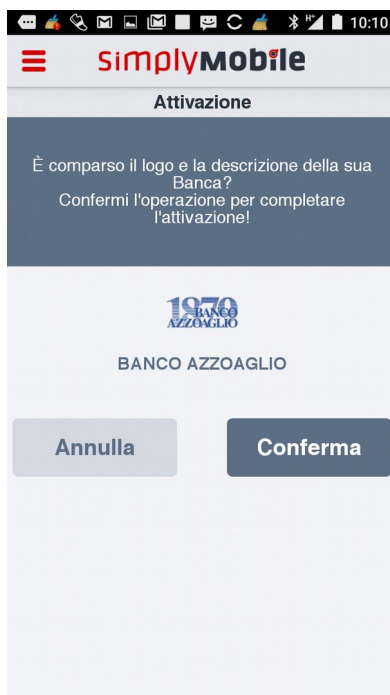 10:10
simplymobile
Attivazione
È comparso il logo e la descrizione della sua
Banca?
Confermi l'operazione per completare
l'attivazione!
1879
BANCO
AZZOAGLIO
BANCO AZZOAGLIO
Annulla
Conferma